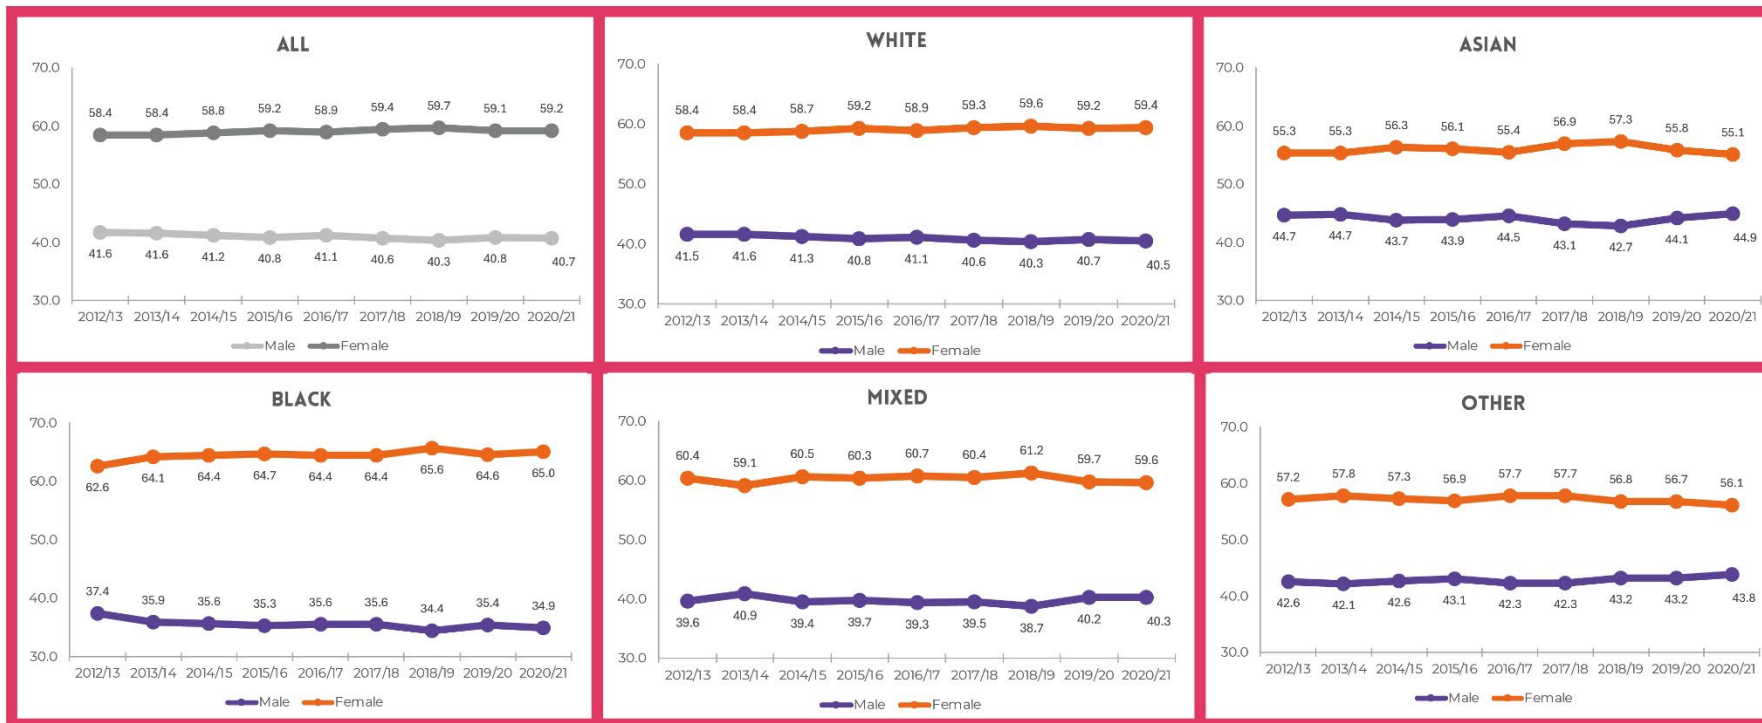 ALL
70.0
58.4 58.4 58.8 59.2 58.9 59.4 59.7 59.1 59.2
60.0
50.0
40.0
41.6 41.6 41.2 40.8 41.1 40.6 40.3 40.8 40.7
30.0
2012/13 2013/14 2014/15 2015/16 2016/17 2017/18 2018/19 2019/20 2020/21
Male Female
WHITE
70.0
58.4 58.4 58.7 59.2 58.9 59.3 59.6 59.2 59.4
60.0
50.0
40.0
41.5 41.6 41.3 40.8 41.1 40.6 40.3 40.7 40.5
30.0
2012/13 2013/14 2014/15 2015/16 2016/17 2017/18 2018/19 2019/20 2020/21
Male Female
ASIAN
70.0
55.3 55.3 56.3 56.1 55.4 56.9 57.3 55.8 55.1
60.0
50.0
40.0
44.7 44.7 43.7 43.9 44.5 43.1 42.7 44.1 44.9
30.0
2012/13 2013/14 2014/15 2015/16 2016/17 2017/18 2018/19 2019/20 2020/21
Male Female
BLACK
70.0
62.6 64.1 64.4 64.7 64.4 64.4 65.6 64.6 65.0
60.0
50.0
40.0
37.4 35.9 35.6 35.3 35.6 35.6 34.4 35.4 34.9
30.0
2012/13 2013/14 2014/15 2015/16 2016/17 2017/18 2018/19 2019/20 2020/21
Male Female
MIXED
70.0
60.4 59.1 60.5 60.3 60.7 60.4 61.2 59.7 59.6
60.0
50.0
40.0
39.6 40.9 39.4 39.7 39.3 39.5 38.7 40.2 40.3
30.0
2012/13 2013/14 2014/15 2015/16 2016/17 2017/18 2018/19 2019/20 2020/21
Male Female
OTHER
70.0
57.2 57.8 57.3 56.9 57.7 57.7 56.8 56.7 56.1
60.0
50.0
40.0
42.6 42.1 42.6 43.1 42.3 42.3 43.2 43.2 43.8
30.0
2012/13 2013/14 2014/15 2015/16 2016/17 2017/18 2018/19 2019/20 2020/21
Male Female